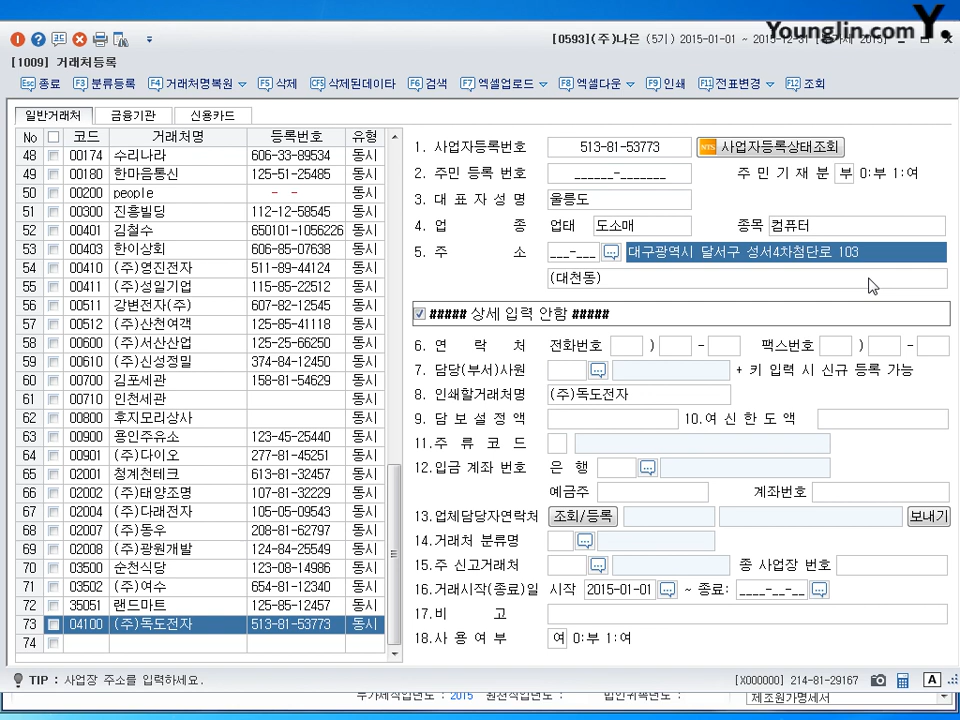 Younglin.com Y.
[0593](주)나은 (5기) 2015-01-01 ~ 2015-12-31 2015]
[1009] 거래처등록
Esc 종료 F3 분류등록 F4 거래처명복원 F5 삭제 CF5 삭제된데이타 F6 검색 F7 엑셀업로드 F8 엑셀다운 F9 인쇄 F11 전표변경 F12 조회
일반거래처 금융기관 신용카드
No 코드 거래처명 등록번호 유형
48 00174 수리나라 606-33-89534 동시
49 00180 한마음통신 125-51-25485 동시
50 00200 people - - 동시
51 00300 진흥빌딩 112-12-58545 동시
52 00401 김철수 650101-1056226 동시
53 00403 한이상회 606-85-07638 동시
54 00410 (주)영진전자 511-89-44124 동시
55 00411 (주)성일기업 115-85-22512 동시
56 00511 강변전자(주) 607-82-12545 동시
57 00512 (주)산천여객 125-85-41118 동시
58 00600 (주)서산산업 125-25-66250 동시
59 00610 (주)신성정밀 374-84-12450 동시
60 00700 김포세관 158-81-54629 동시
61 00710 인천세관 동시
62 00800 후지모리상사 동시
63 00900 용인주유소 123-45-25440 동시
64 00901 (주)다이오 277-81-45251 동시
65 02001 청계천테크 613-81-32457 동시
66 02002 (주)태양조명 107-81-32229 동시
67 02004 (주)다래전자 105-05-09543 동시
68 02007 (주)동우 208-81-62797 동시
69 02008 (주)광원개발 124-84-25549 동시
70 03500 순천식당 123-08-14986 동시
71 03502 (주)여수 654-81-12340 동시
72 35051 랜드마트 125-85-12457 동시
73 04100 (주)독도전자 513-81-53773 동시
74
1. 사업자등록번호 513-81-53773 NTS 사업자등록상태조회
2. 주민 등록 번호 ______-_______ 주 민 기 재 분 부 0:부 1:여
3. 대 표 자 성 명 울릉도
4. 업 종 업태 도소매 종목 컴퓨터
5. 주 소 ___-___ 대구광역시 달서구 성서4차첨단로 103
(대천동)
##### 상세 입력 안함 #####
6. 연 락 처 전화번호 ) - 팩스번호 ) -
7. 담당(부서)사원 + 키 입력 시 신규 등록 가능
8. 인쇄할거래처명 (주)독도전자
9. 담 보 설 정 액 10.여 신 한 도 액
11.주 류 코 드
12.입금 계좌 번호 은 행
예금주 계좌번호
13.업체담당자연락처 조회/등록 보내기
14.거래처 분류명
15.주 신고거래처 종 사업장 번호
16.거래시작(종료)일 시작 2015-01-01 ~ 종료: ____-__-__
17.비 고
18.사 용 여 부 여 0:부 1:여
TIP : 사업장 주소를 입력하세요. [X000000] 214-81-29167 A
2015 제조원가명세서